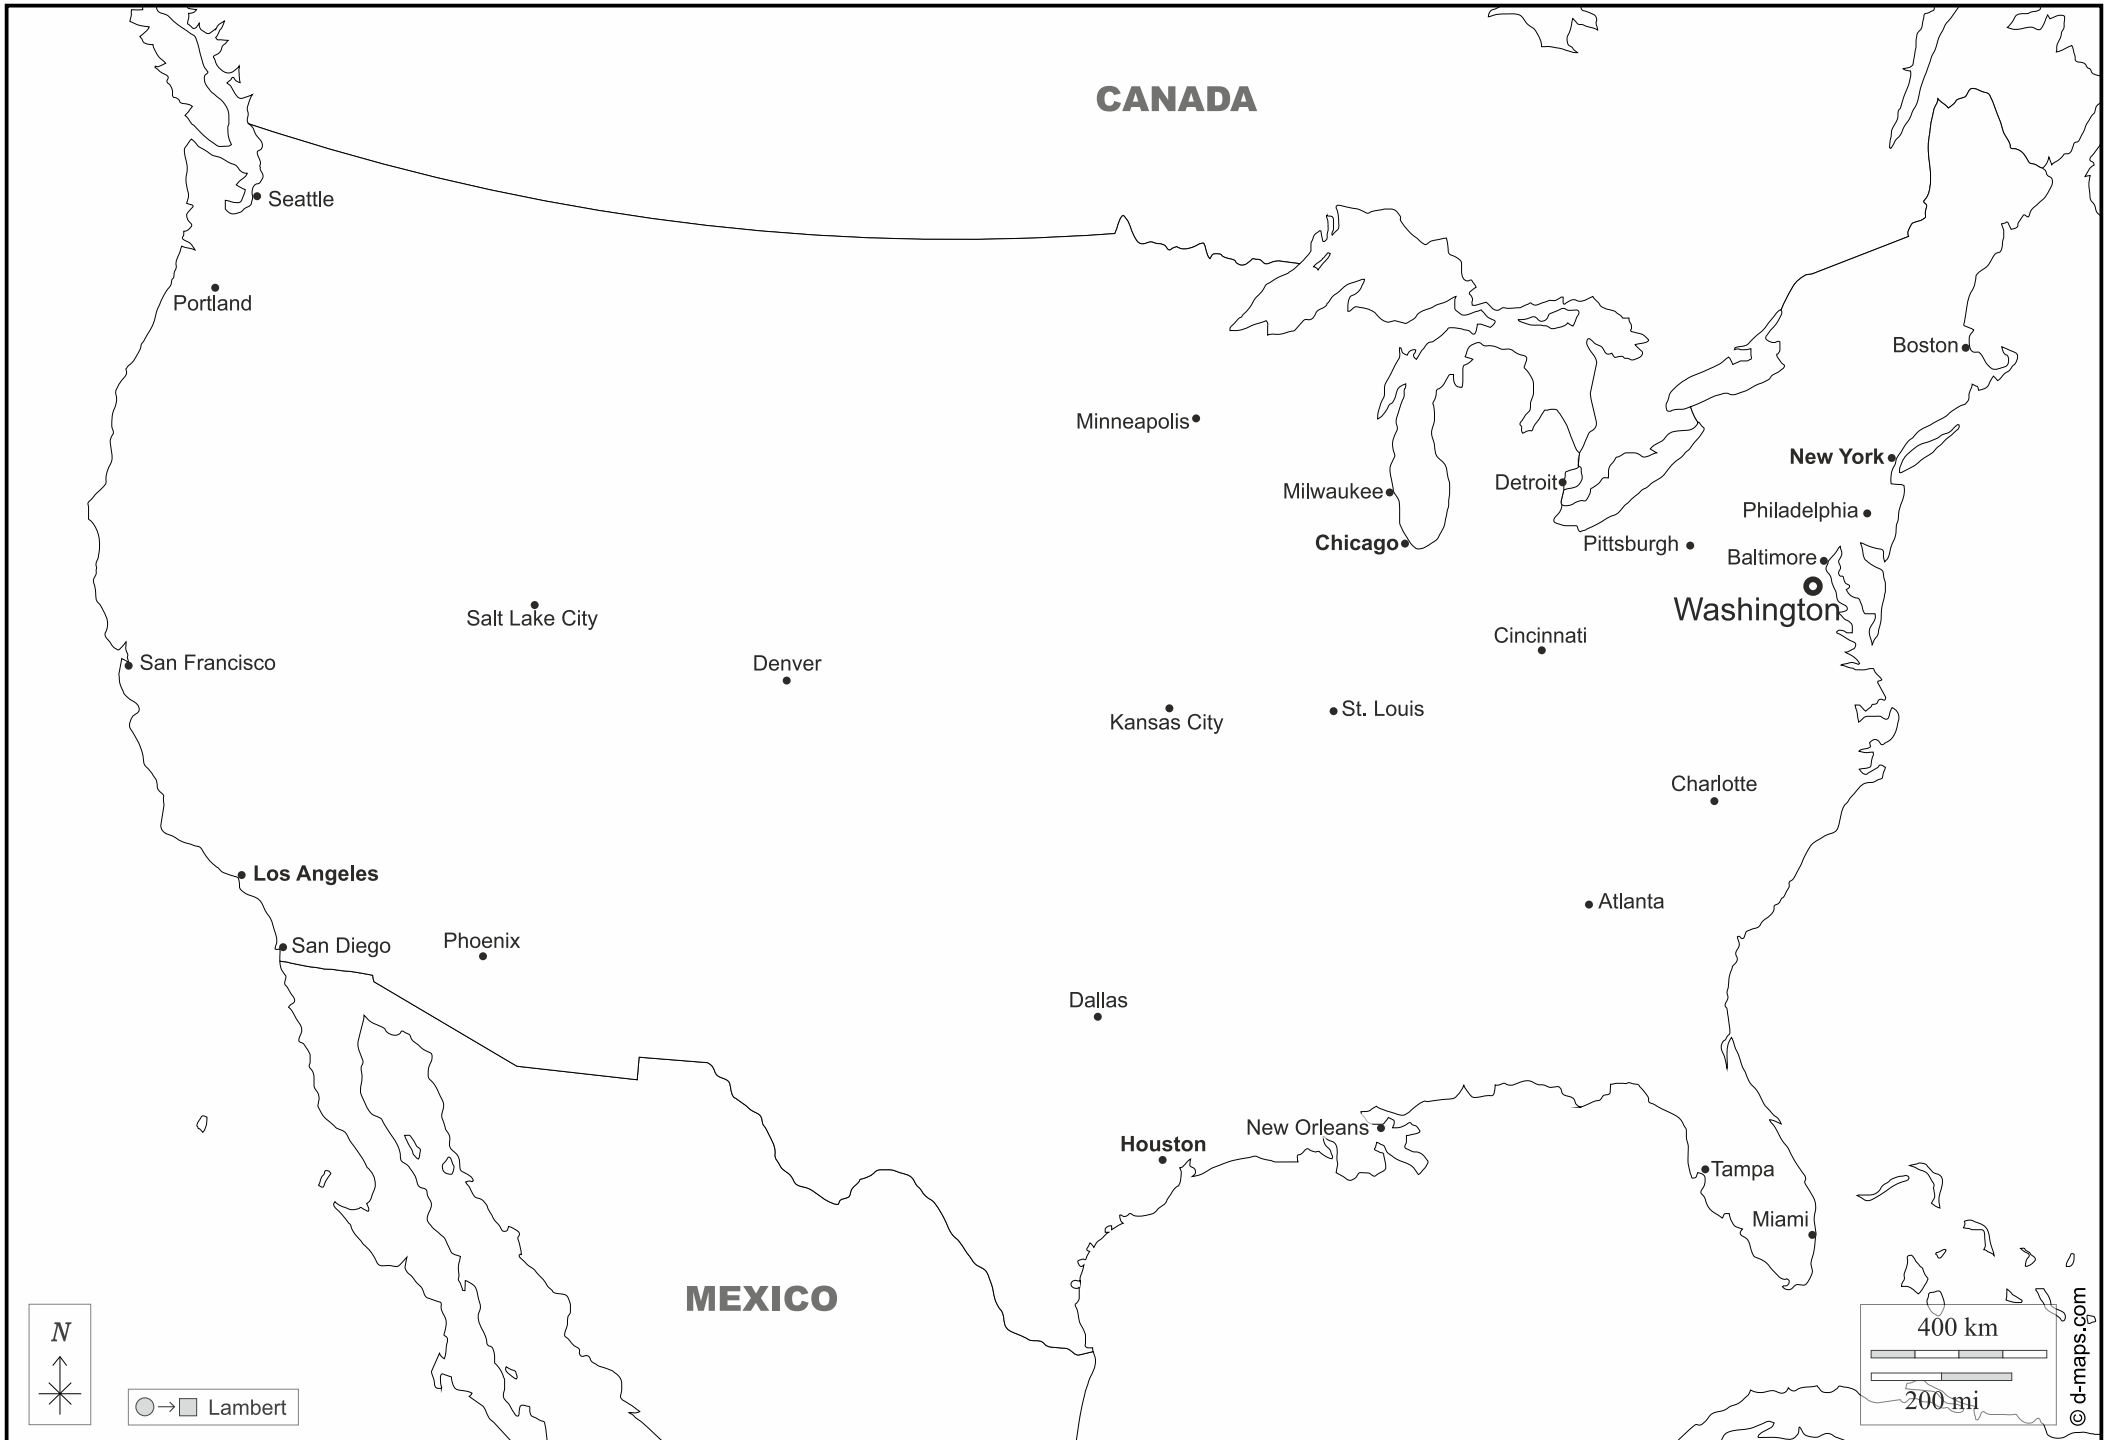 CANADA
Seattle
Portland
Boston
Minneapolis
New York
Detroit
Milwaukee
Philadelphia
Chicago
Pittsburgh
Baltimore
Washington
Salt Lake City
Cincinnati
San Francisco
Denver
St. Louis
Kansas City
Charlotte
Los Angeles
Atlanta
San Diego
Phoenix
Dallas
New Orleans
Houston
Tampa
Miami
MEXICO
N
Lambert
400 km
200 mi
© d-maps.com